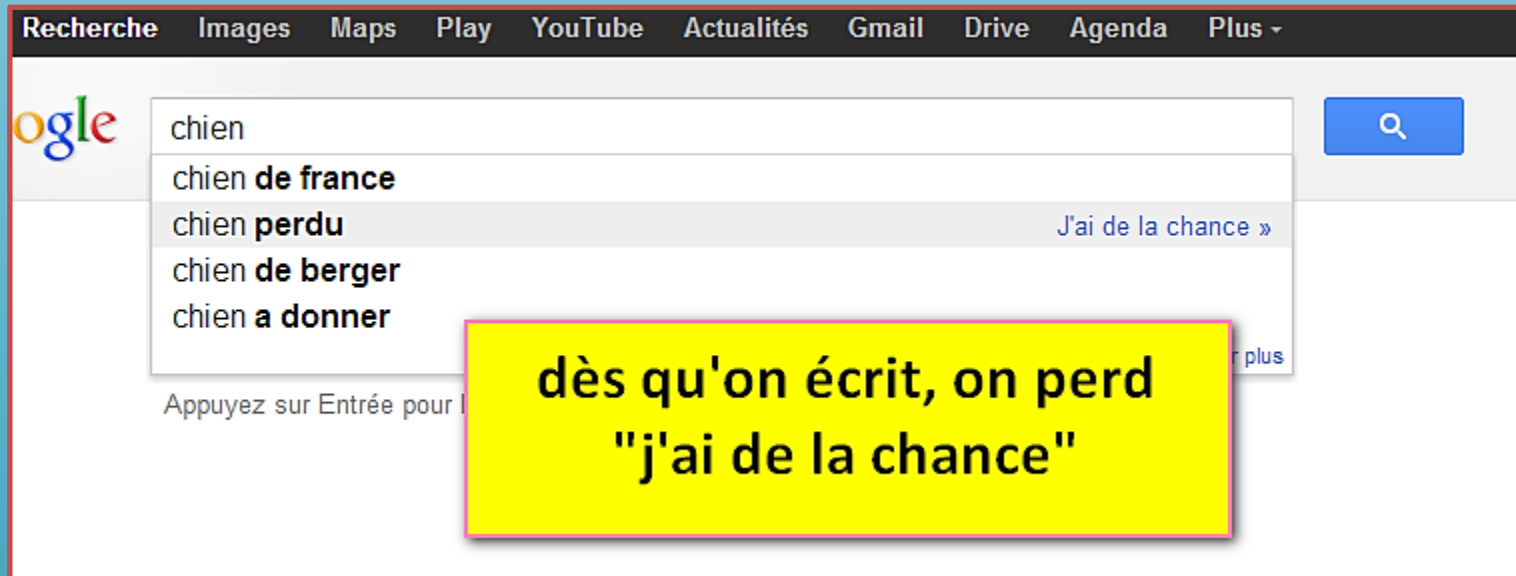 Recherche Images Maps Play YouTube Actualités Gmail Drive Agenda Plus
ogle chien
chien de france
chien perdu J'ai de la chance »
chien de berger
chien a donner
plus
Appuyez sur Entrée pour
dès qu'on écrit, on perd
"j'ai de la chance"